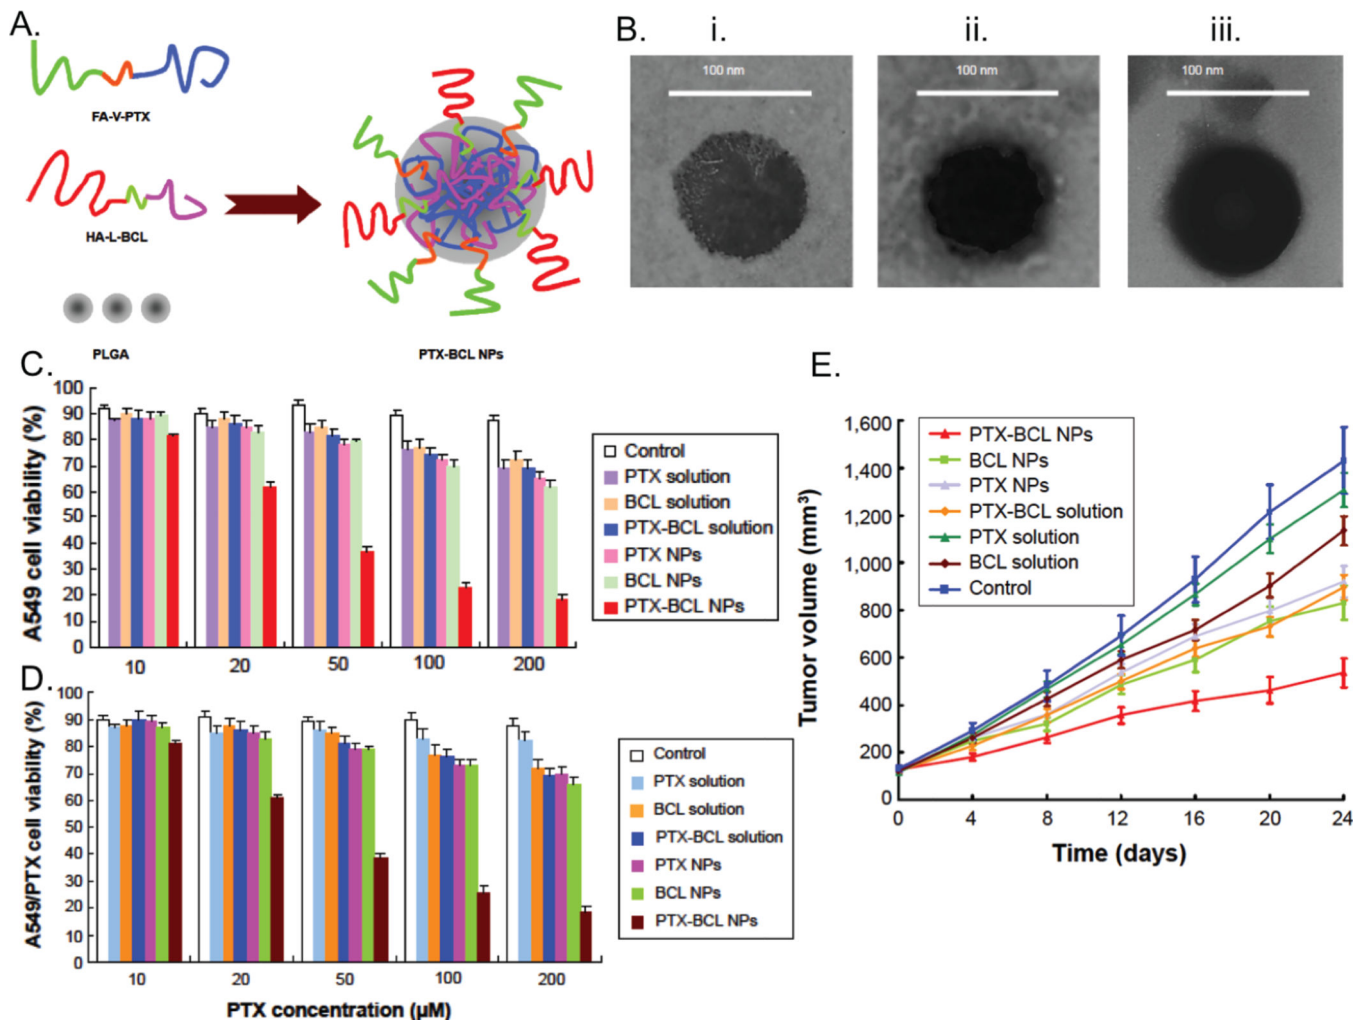 A.
FA-V-PTX
HA-L-BCL
PLGA
PTX-BCL NPs
B.
i.
ii.
iii.
100 nm
100 nm
100 nm
C.
A549 cell viability (%)
100
90
80
70
60
50
40
30
20
10
0
10
20
50
100
200
Control
PTX solution
BCL solution
PTX-BCL solution
PTX NPs
BCL NPs
PTX-BCL NPs
D.
A549/PTX cell viability (%)
100
90
80
70
60
50
40
30
20
10
0
10
20
50
100
200
PTX concentration (µM)
Control
PTX solution
BCL solution
PTX-BCL solution
PTX NPs
BCL NPs
PTX-BCL NPs
E.
Tumor volume (mm³)
1,600
1,400
1,200
1,000
800
600
400
200
0
0
4
8
12
16
20
24
Time (days)
PTX-BCL NPs
BCL NPs
PTX NPs
PTX-BCL solution
PTX solution
BCL solution
Control